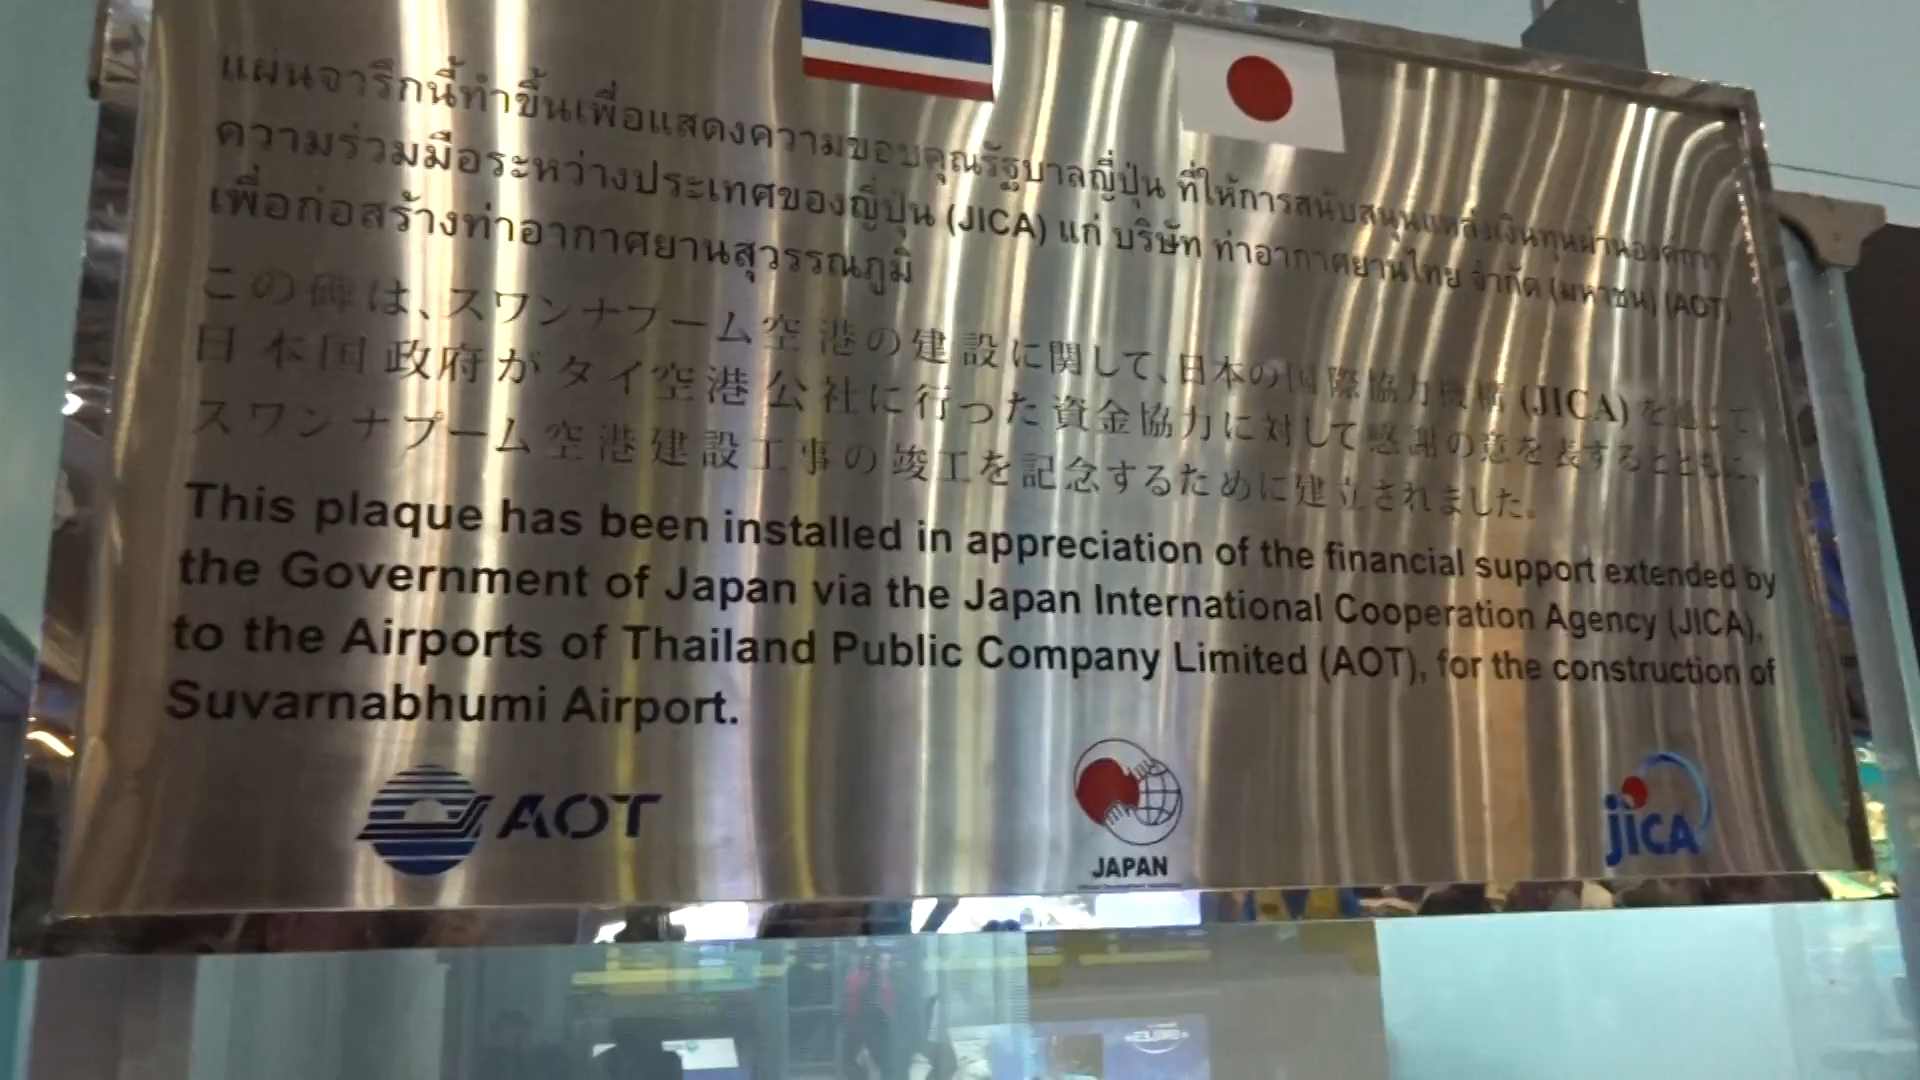 แผ่นจารึกนี้ทำขึ้นเพื่อแสดงความขอบคุณรัฐบาลญี่ปุ่น ที่ให้การสนับสนุนแหล่งเงินทุนผ่านองค์การ
ความร่วมมือระหว่างประเทศของญี่ปุ่น (JICA) แก่ บริษัท ท่าอากาศยานไทย จำกัด (มหาชน) (AOT)
เพื่อก่อสร้างท่าอากาศยานสุวรรณภูมิ
この碑は、スワンナプーム空港の建設に関して、日本の国際協力機構 (JICA) を通じて
日本国政府がタイ空港公社に行った資金協力に対して感謝の意を表するとともに、
スワンナプーム空港建設工事の竣工を記念するために建立されました。
This plaque has been installed in appreciation of the financial support extended by
the Government of Japan via the Japan International Cooperation Agency (JICA),
to the Airports of Thailand Public Company Limited (AOT), for the construction of
Suvarnabhumi Airport.
AOT
JAPAN
jICA